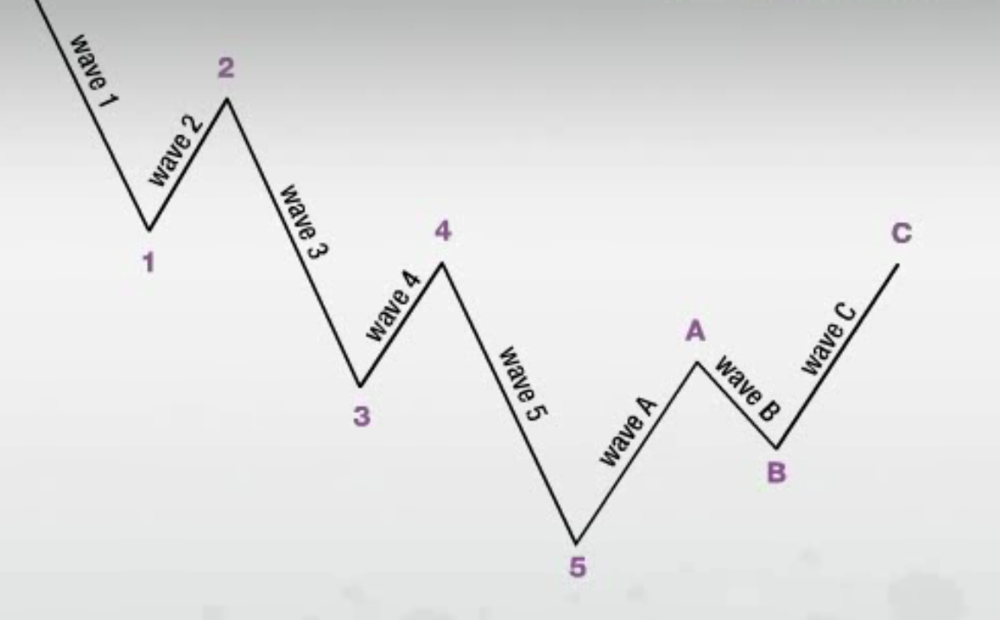 wave 1
1
wave 2
2
wave 3
3
wave 4
4
wave 5
5
wave A
A
wave B
B
wave C
C